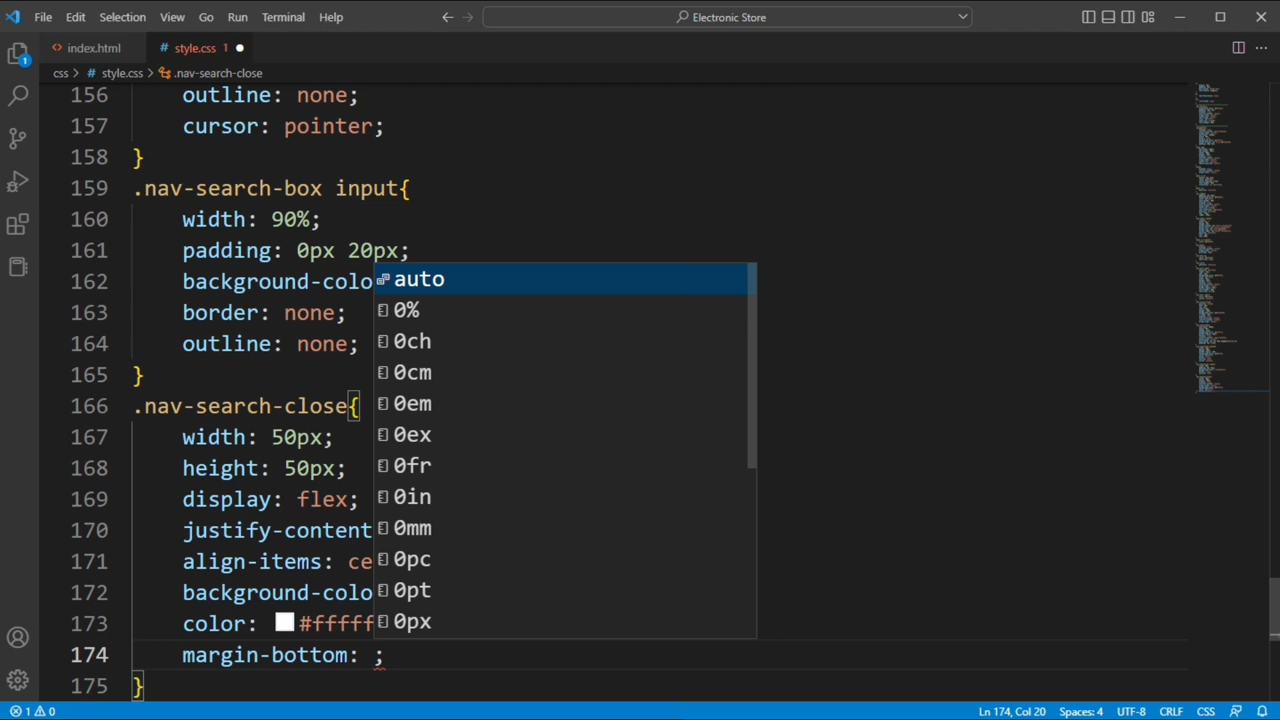 File Edit Selection View Go Run Terminal Help Electronic Store
index.html # style.css 1
css > # style.css > .nav-search-close
156 outline: none;
157 cursor: pointer;
158 }
159 .nav-search-box input{
160 width: 90%;
161 padding: 0px 20px;
162 background-colo
163 border: none;
164 outline: none;
165 }
166 .nav-search-close{
167 width: 50px;
168 height: 50px;
169 display: flex;
170 justify-content
171 align-items: ce
172 background-colo
173 color: #fffff
174 margin-bottom: ;
175 }
auto
0%
0ch
0cm
0em
0ex
0fr
0in
0mm
0pc
0pt
0px
1
1 0 Ln 174, Col 20 Spaces: 4 UTF-8 CRLF CSS